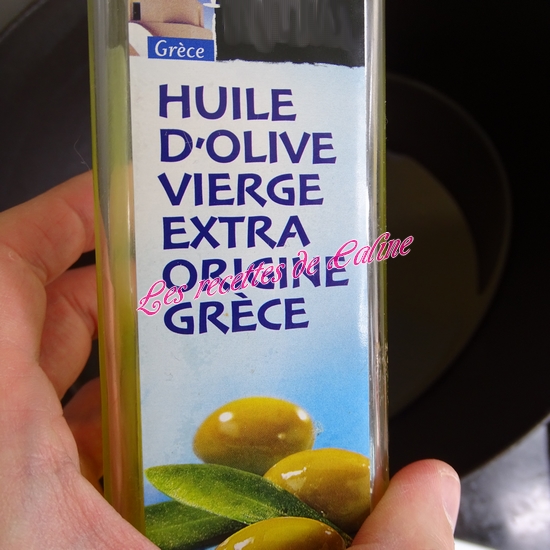 Grèce
HUILE
D'OLIVE
VIERGE
EXTRA
ORIGINE
GRÈCE
Les recettes de Caline